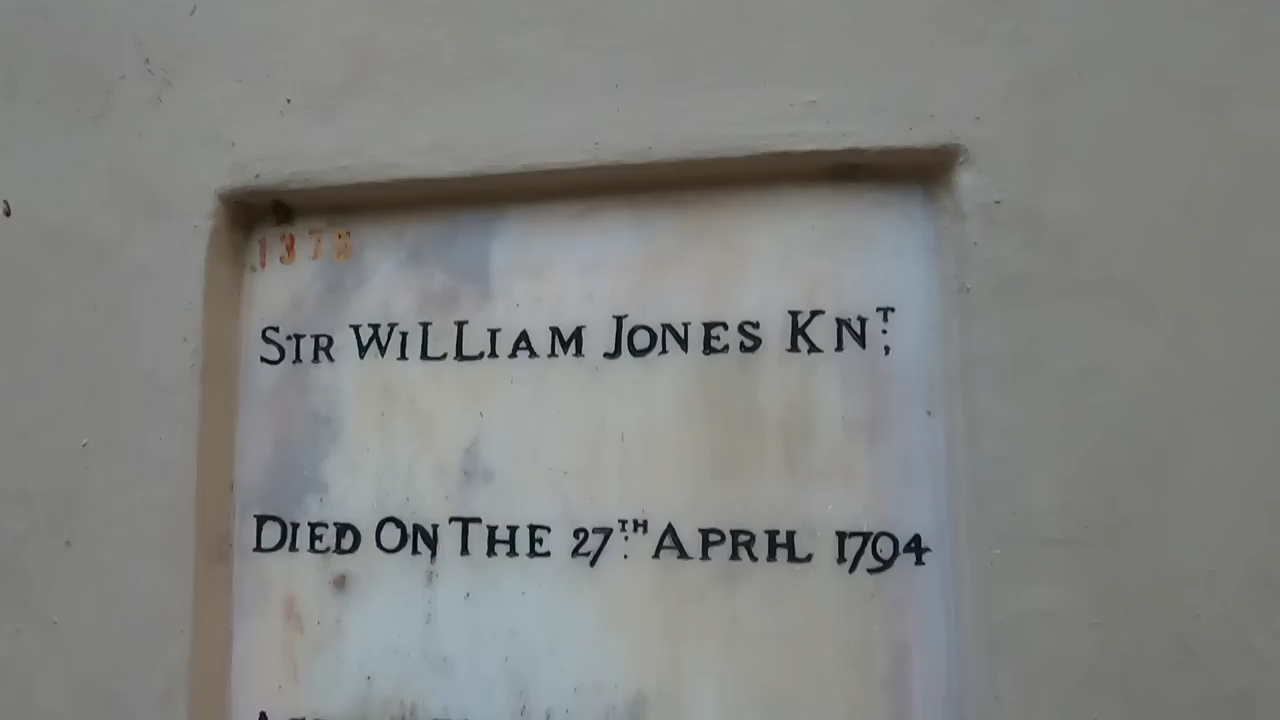 SIR WILLIAM JONES KNT.
DIED ON THE 27TH APRIL 1794